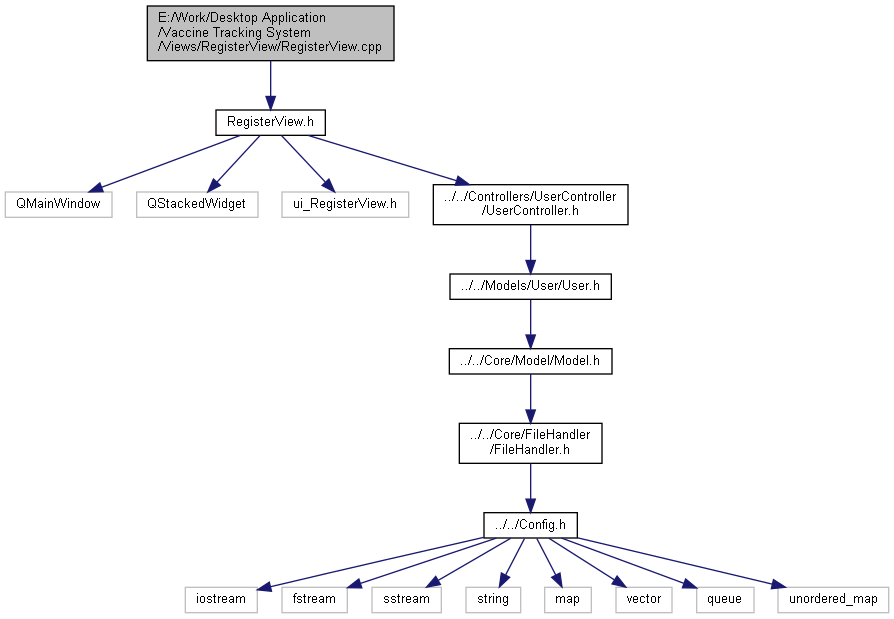 E:/Work/Desktop Application
/Vaccine Tracking System
/Views/RegisterView/RegisterView.cpp
RegisterView.h
QMainWindow
QStackedWidget
ui_RegisterView.h
../../Controllers/UserController
/UserController.h
../../Models/User/User.h
../../Core/Model/Model.h
../../Core/FileHandler
/FileHandler.h
../../Config.h
iostream
fstream
sstream
string
map
vector
queue
unordered_map